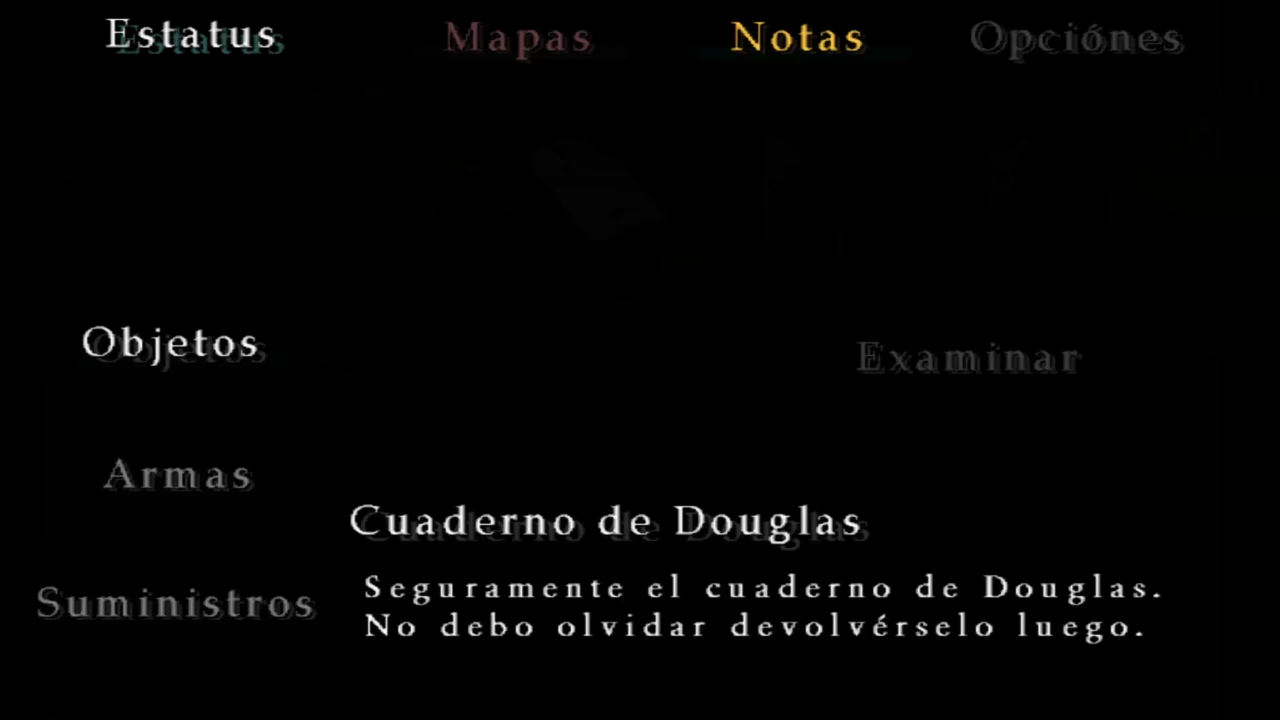 Estatus Mapas Notas Opciónes
Objetos
Examinar
Armas
Cuaderno de Douglas
Suministros
Seguramente el cuaderno de Douglas.
No debo olvidar devolvérselo luego.